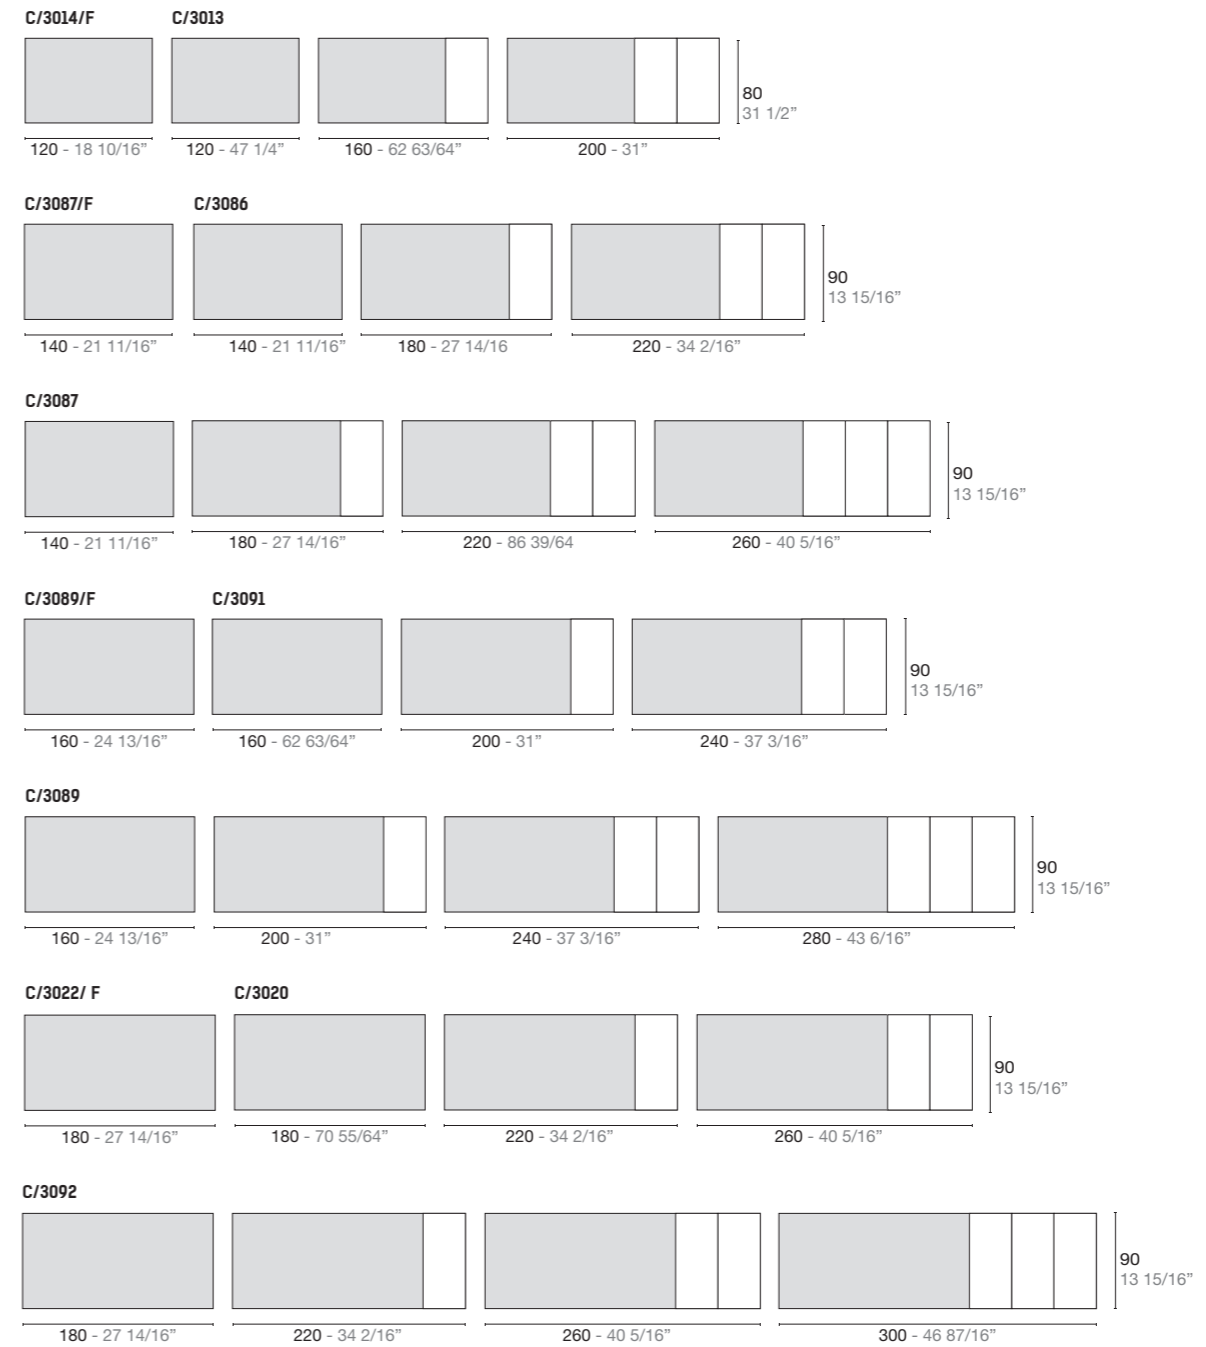 C/3014/F C/3013
80
31 1/2”
120 - 18 10/16” 120 - 47 1/4” 160 - 62 63/64” 200 - 31”
C/3087/F C/3086
90
13 15/16”
140 - 21 11/16” 140 - 21 11/16” 180 - 27 14/16 220 - 34 2/16”
C/3087
90
13 15/16”
140 - 21 11/16” 180 - 27 14/16” 220 - 86 39/64 260 - 40 5/16”
C/3089/F C/3091
90
13 15/16”
160 - 24 13/16” 160 - 62 63/64” 200 - 31” 240 - 37 3/16”
C/3089
90
13 15/16”
160 - 24 13/16” 200 - 31” 240 - 37 3/16” 280 - 43 6/16”
C/3022/ F C/3020
90
13 15/16”
180 - 27 14/16” 180 - 70 55/64” 220 - 34 2/16” 260 - 40 5/16”
C/3092
90
13 15/16”
180 - 27 14/16” 220 - 34 2/16” 260 - 40 5/16” 300 - 46 87/16”